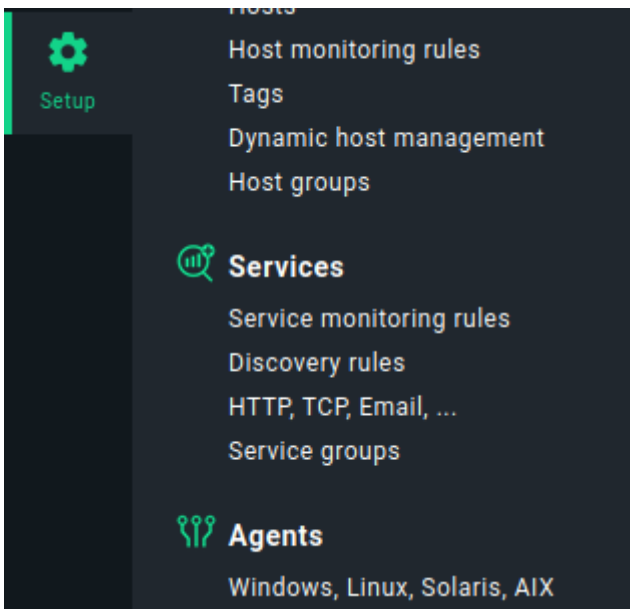 Hosts
Setup
Host monitoring rules
Tags
Dynamic host management
Host groups
Services
Service monitoring rules
Discovery rules
HTTP, TCP, Email, ...
Service groups
Agents
Windows, Linux, Solaris, AIX